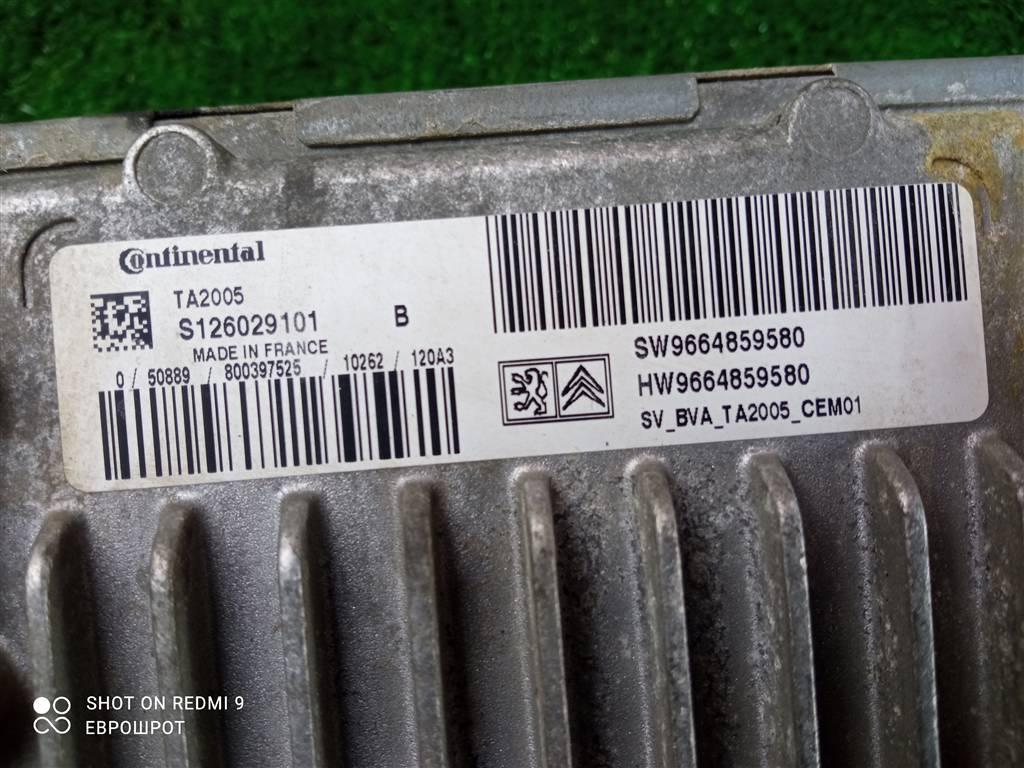 Continental
TA2005
S126029101 B
MADE IN FRANCE
0 / 50889 / 800397525 / 10262 / 120A3
SW9664859580
HW9664859580
SV_BVA_TA2005_CEM01
SHOT ON REDMI 9
ЕВРОШРОТ